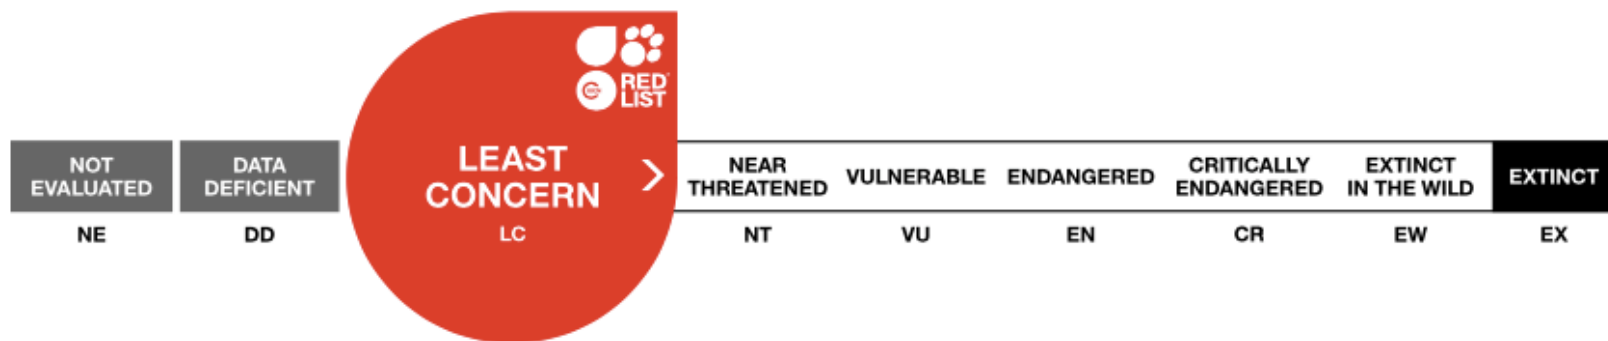 RED
LIST
NOT
EVALUATED
NE
DATA
DEFICIENT
DD
LEAST
CONCERN
LC
NEAR
THREATENED
NT
VULNERABLE
VU
ENDANGERED
EN
CRITICALLY
ENDANGERED
CR
EXTINCT
IN THE WILD
EW
EXTINCT
EX